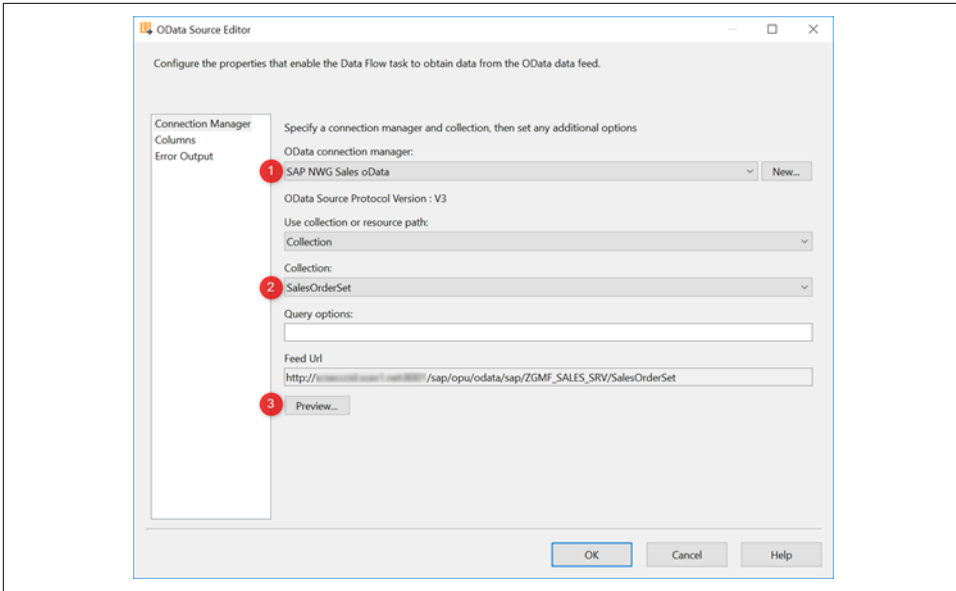 OData Source Editor
Configure the properties that enable the Data Flow task to obtain data from the OData data feed.
Connection Manager
Columns
Error Output
Specify a connection manager and collection, then set any additional options
OData connection manager:
1 SAP NWG Sales oData New...
OData Source Protocol Version : V3
Use collection or resource path:
Collection
Collection:
2 SalesOrderSet
Query options:
Feed Url
http:// /sap/opu/odata/sap/ZGMF_SALES_SRV/SalesOrderSet
3 Preview...
OK Cancel Help